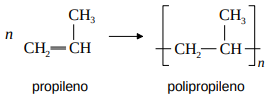 CH₃ CH₃
n CH₂=CH CH₂—CH n
propileno polipropileno